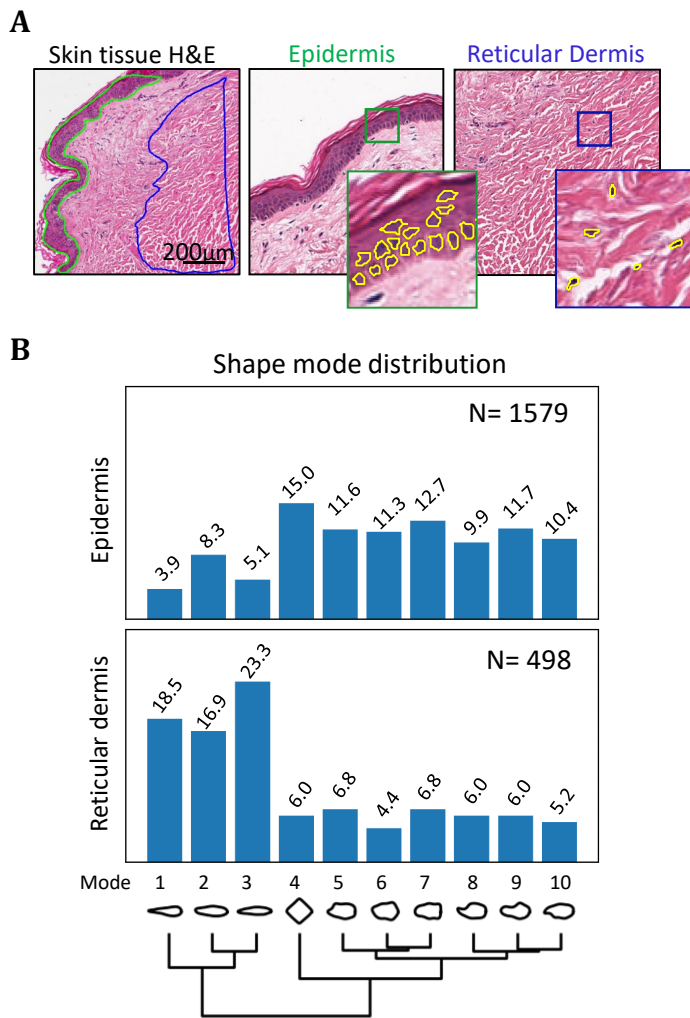 A
Skin tissue H&E Epidermis Reticular Dermis
200µm
B
Shape mode distribution
N= 1579
Epidermis
3.9 8.3 5.1 15.0 11.6 11.3 12.7 9.9 11.7 10.4
N= 498
Reticular dermis
18.5 16.9 23.3 6.0 6.8 4.4 6.8 6.0 6.0 5.2
Mode 1 2 3 4 5 6 7 8 9 10